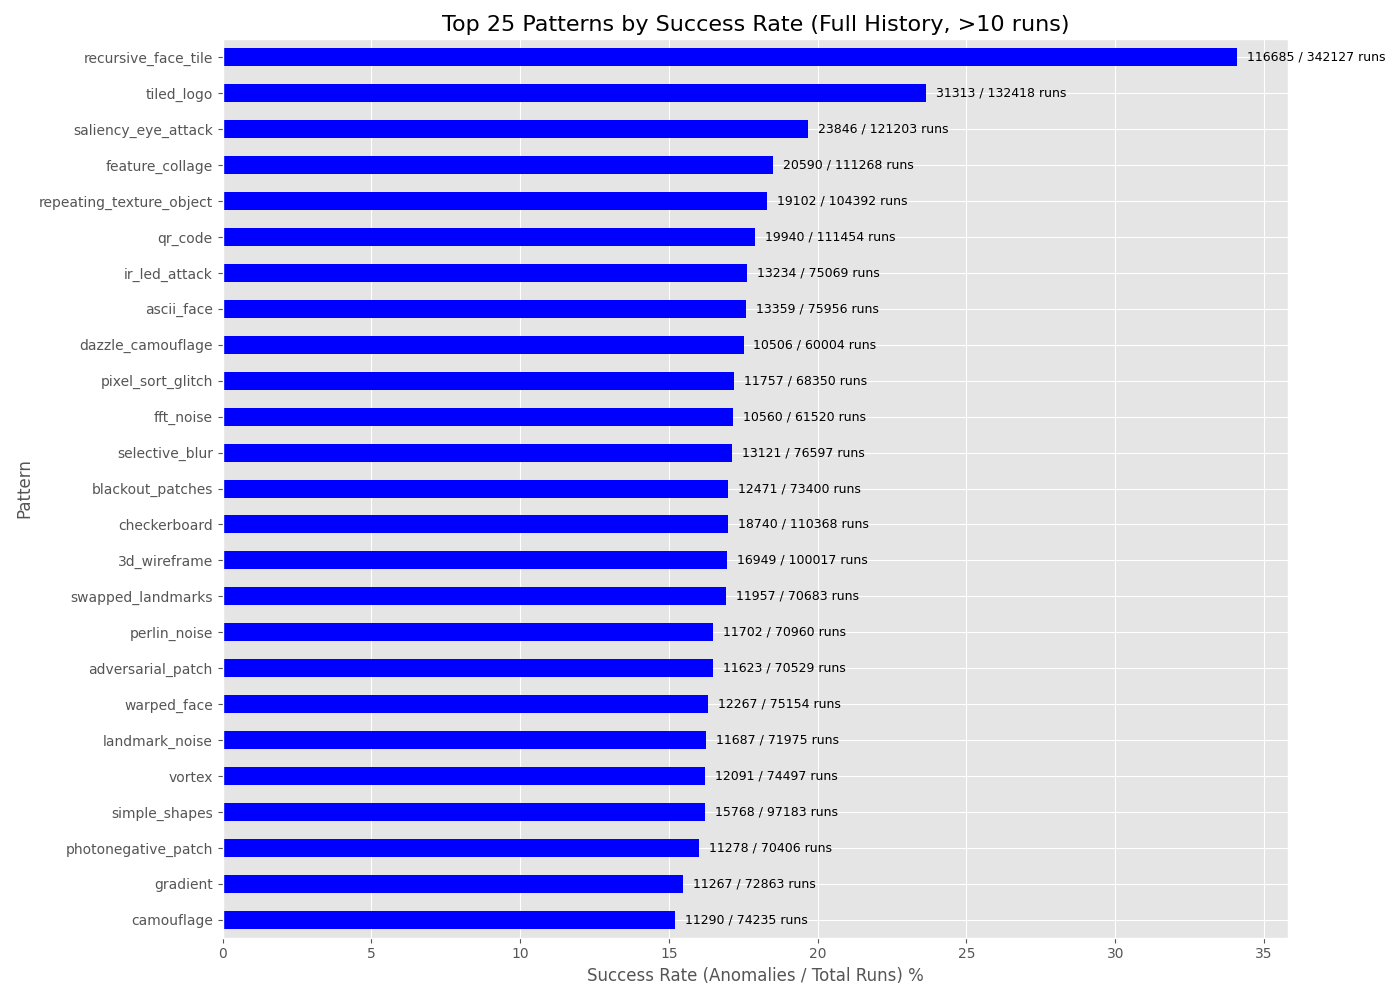 Top 25 Patterns by Success Rate (Full History, >10 runs)
recursive_face_tile 116685 / 342127 runs
tiled_logo 31313 / 132418 runs
saliency_eye_attack 23846 / 121203 runs
feature_collage 20590 / 111268 runs
repeating_texture_object 19102 / 104392 runs
qr_code 19940 / 111454 runs
ir_led_attack 13234 / 75069 runs
ascii_face 13359 / 75956 runs
dazzle_camouflage 10506 / 60004 runs
pixel_sort_glitch 11757 / 68350 runs
fft_noise 10560 / 61520 runs
selective_blur 13121 / 76597 runs
blackout_patches 12471 / 73400 runs
checkerboard 18740 / 110368 runs
3d_wireframe 16949 / 100017 runs
swapped_landmarks 11957 / 70683 runs
perlin_noise 11702 / 70960 runs
adversarial_patch 11623 / 70529 runs
warped_face 12267 / 75154 runs
landmark_noise 11687 / 71975 runs
vortex 12091 / 74497 runs
simple_shapes 15768 / 97183 runs
photonegative_patch 11278 / 70406 runs
gradient 11267 / 72863 runs
camouflage 11290 / 74235 runs
Pattern
0 5 10 15 20 25 30 35
Success Rate (Anomalies / Total Runs) %